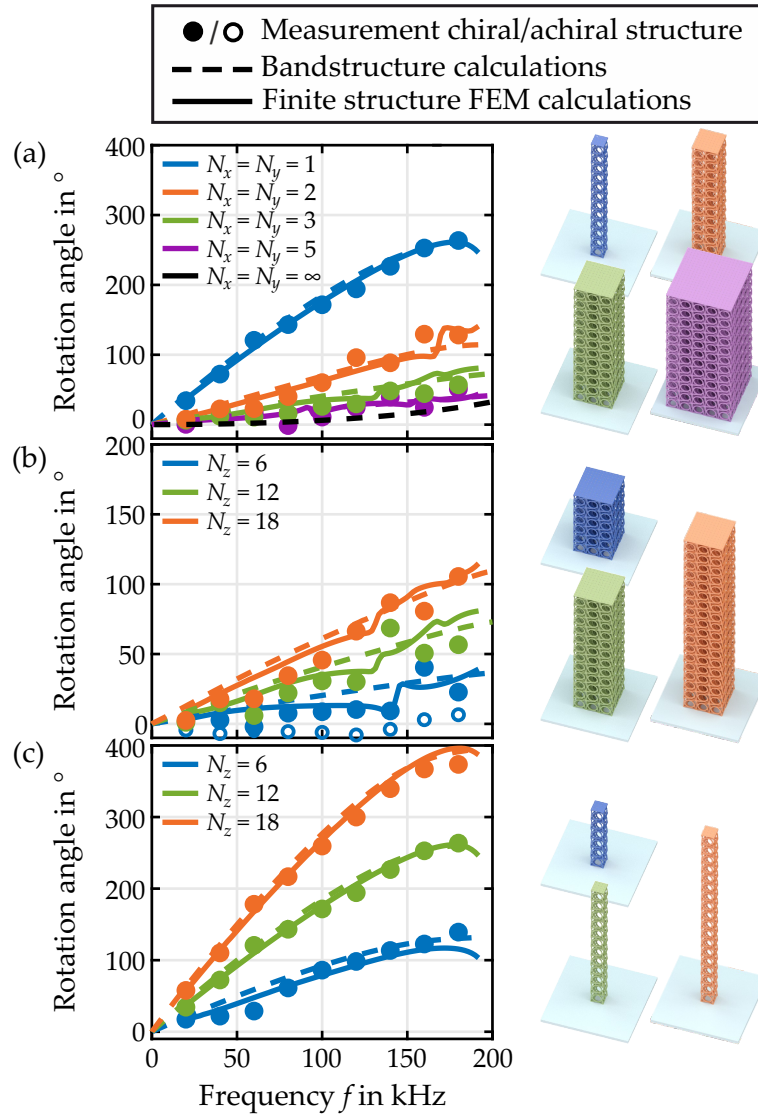 ● / ○ Measurement chiral/achiral structure
Bandstructure calculations
Finite structure FEM calculations
(a)
400
300
200
100
0
Rotation angle in °
N_x = N_y = 1
N_x = N_y = 2
N_x = N_y = 3
N_x = N_y = 5
N_x = N_y = ∞
(b)
200
150
100
50
0
Rotation angle in °
N_z = 6
N_z = 12
N_z = 18
(c)
400
300
200
100
0
Rotation angle in °
N_z = 6
N_z = 12
N_z = 18
0 50 100 150 200
Frequency f in kHz